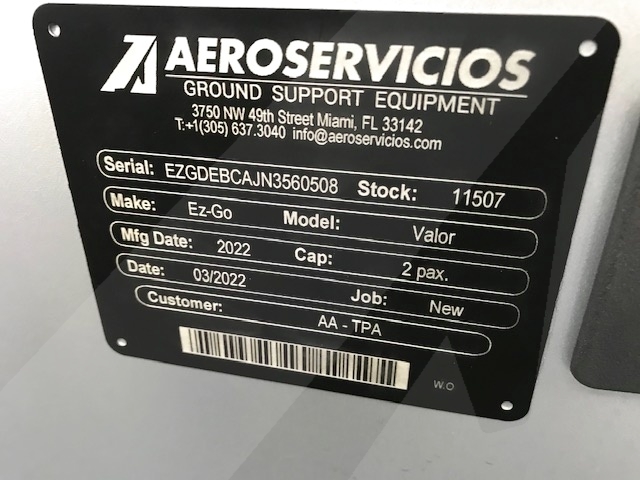 AEROSERVICIOS
GROUND SUPPORT EQUIPMENT
3750 NW 49th Street Miami, FL 33142
T:+1(305) 637.3040 info@aeroservicios.com
Serial: EZGDEBCAJN3560508 Stock: 11507
Make: Ez-Go Model: Valor
Mfg Date: 2022 Cap: 2 pax.
Date: 03/2022 Job: New
Customer: AA - TPA
W.O